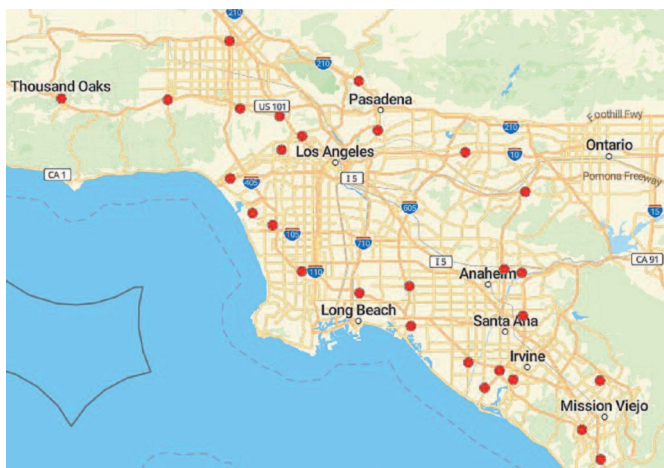 210
Thousand Oaks
210
US 101
Pasadena
Foothill Fwy
210
Ontario
Los Angeles
10
CA 1
I 5
Pomona Freeway
405
605
15
105
710
I 5
CA 91
110
Anaheim
Long Beach
Santa Ana
Irvine
Mission Viejo